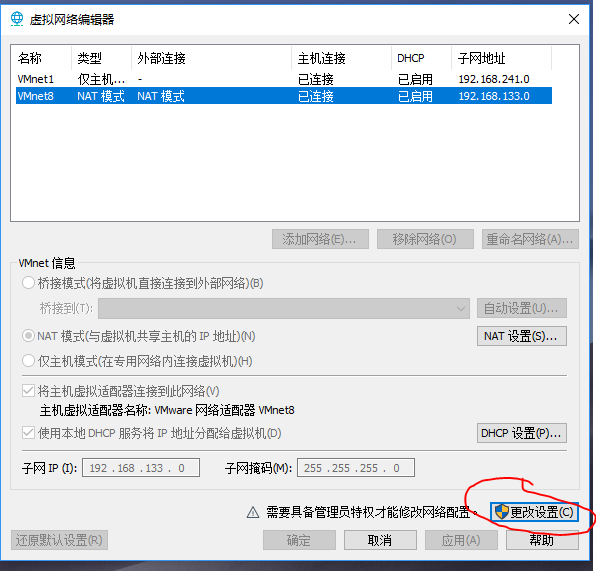 虚拟网络编辑器
名称 类型 外部连接 主机连接 DHCP 子网地址
VMnet1 仅主机... - 已连接 已启用 192.168.241.0
VMnet8 NAT 模式 NAT 模式 已连接 已启用 192.168.133.0
添加网络(E)... 移除网络(O) 重命名网络(A)...
VMnet 信息
桥接模式(将虚拟机直接连接到外部网络)(B)
桥接到(T): 自动设置(U)...
NAT 模式(与虚拟机共享主机的 IP 地址)(N) NAT 设置(S)...
仅主机模式(在专用网络内连接虚拟机)(H)
将主机虚拟适配器连接到此网络(V)
主机虚拟适配器名称: VMware 网络适配器 VMnet8
使用本地 DHCP 服务将 IP 地址分配给虚拟机(D) DHCP 设置(P)...
子网 IP (I): 192 . 168 . 133 . 0 子网掩码(M): 255 . 255 . 255 . 0
需要具备管理员特权才能修改网络配置。 更改设置(C)
还原默认设置(R) 确定 取消 应用(A) 帮助